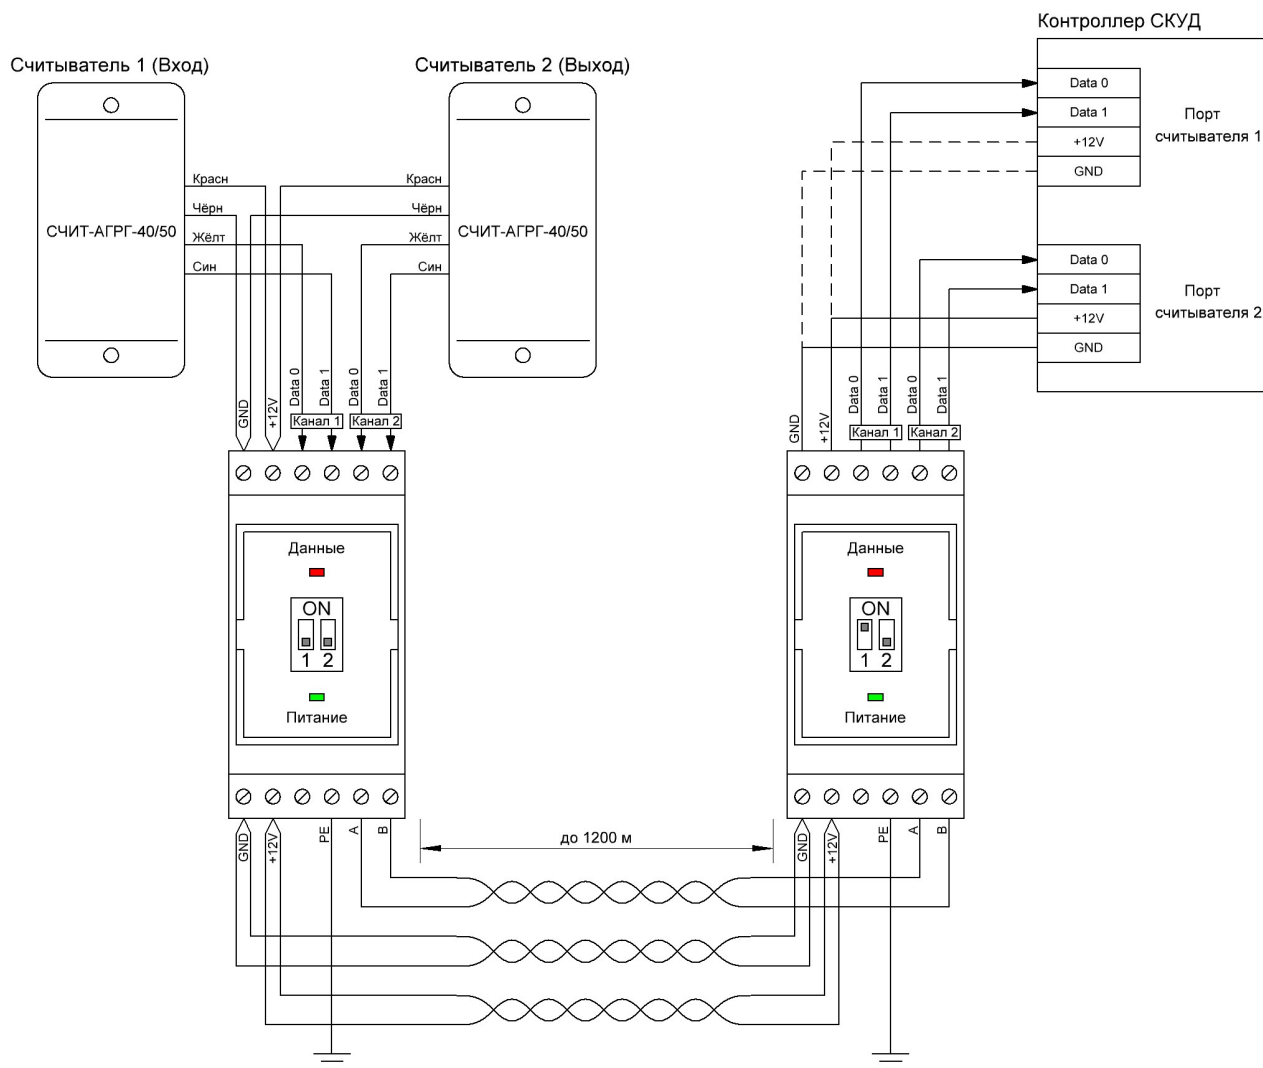 Контроллер СКУД
Считыватель 1 (Вход)
Считыватель 2 (Выход)
Data 0
Data 1
+12V
GND
Порт
считывателя 1
Красн
Чёрн
Жёлт
Син
СЧИТ-АГРГ-40/50
Красн
Чёрн
Жёлт
Син
СЧИТ-АГРГ-40/50
Data 0
Data 1
+12V
GND
Порт
считывателя 2
GND
+12V
Data 0
Data 1
Data 0
Data 1
Канал 1
Канал 2
GND
+12V
Data 0
Data 1
Data 0
Data 1
Канал 1
Канал 2
Данные
ON
1 2
Питание
Данные
ON
1 2
Питание
GND
+12V
PE
A
B
до 1200 м
GND
+12V
PE
A
B